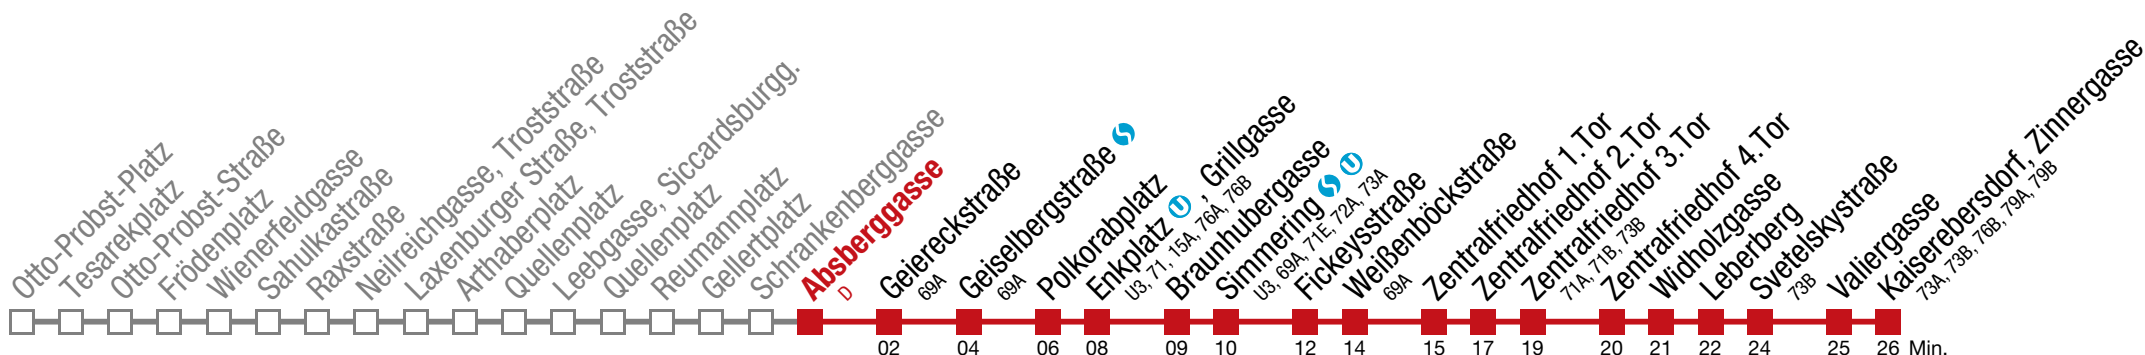 Otto-Probst-Platz
Tesarekplatz
Otto-Probst-Straße
Frödenplatz
Wienerfeldgasse
Sahulkastraße
Raxstraße
Neilreichgasse, Troststraße
Laxenburger Straße, Troststraße
Arthaberplatz
Quellenplatz
Leebgasse, Siccardsburgg.
Quellenplatz
Reumannplatz
Gellertplatz
Schrankenberggasse
Absberggasse
D
Geiereckstraße
69A
Geiselbergstraße S
69A
Polkorabplatz
Enkplatz U , Grillgasse
U3, 71, 15A, 76A, 76B
Braunhubergasse
Simmering S U
U3, 69A, 71E, 72A, 73A
Fickeysstraße
Weißenböckstraße
69A
Zentralfriedhof 1.Tor
Zentralfriedhof 2.Tor
Zentralfriedhof 3.Tor
71A, 71B, 73B
Zentralfriedhof 4.Tor
Widholzgasse
Leberberg
Svetelskystraße
73B
Valiergasse
Kaiserebersdorf, Zinnergasse
73A, 73B, 76B, 79A, 79B
02 04 06 08 09 10 12 14 15 17 19 20 21 22 24 25 26 Min.